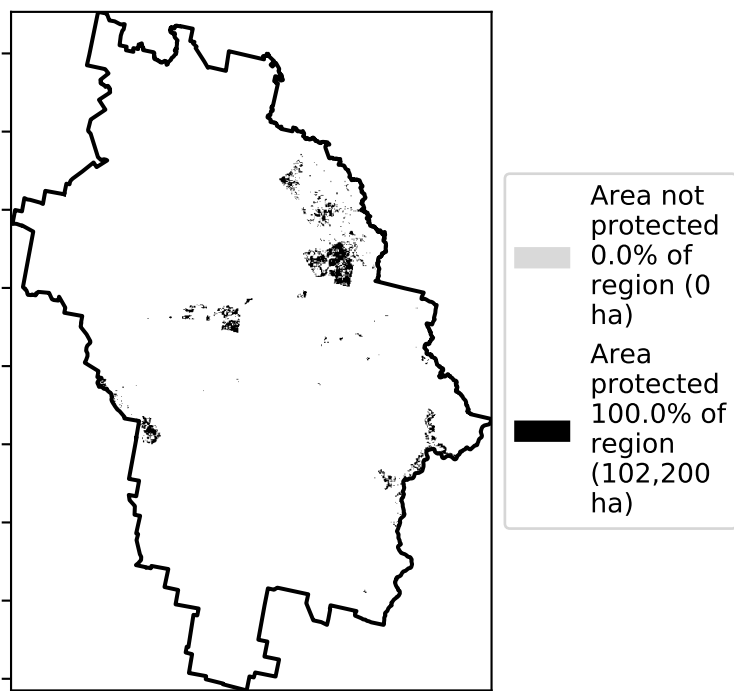 Area not
protected
0.0% of
region (0
ha)
Area
protected
100.0% of
region
(102,200
ha)